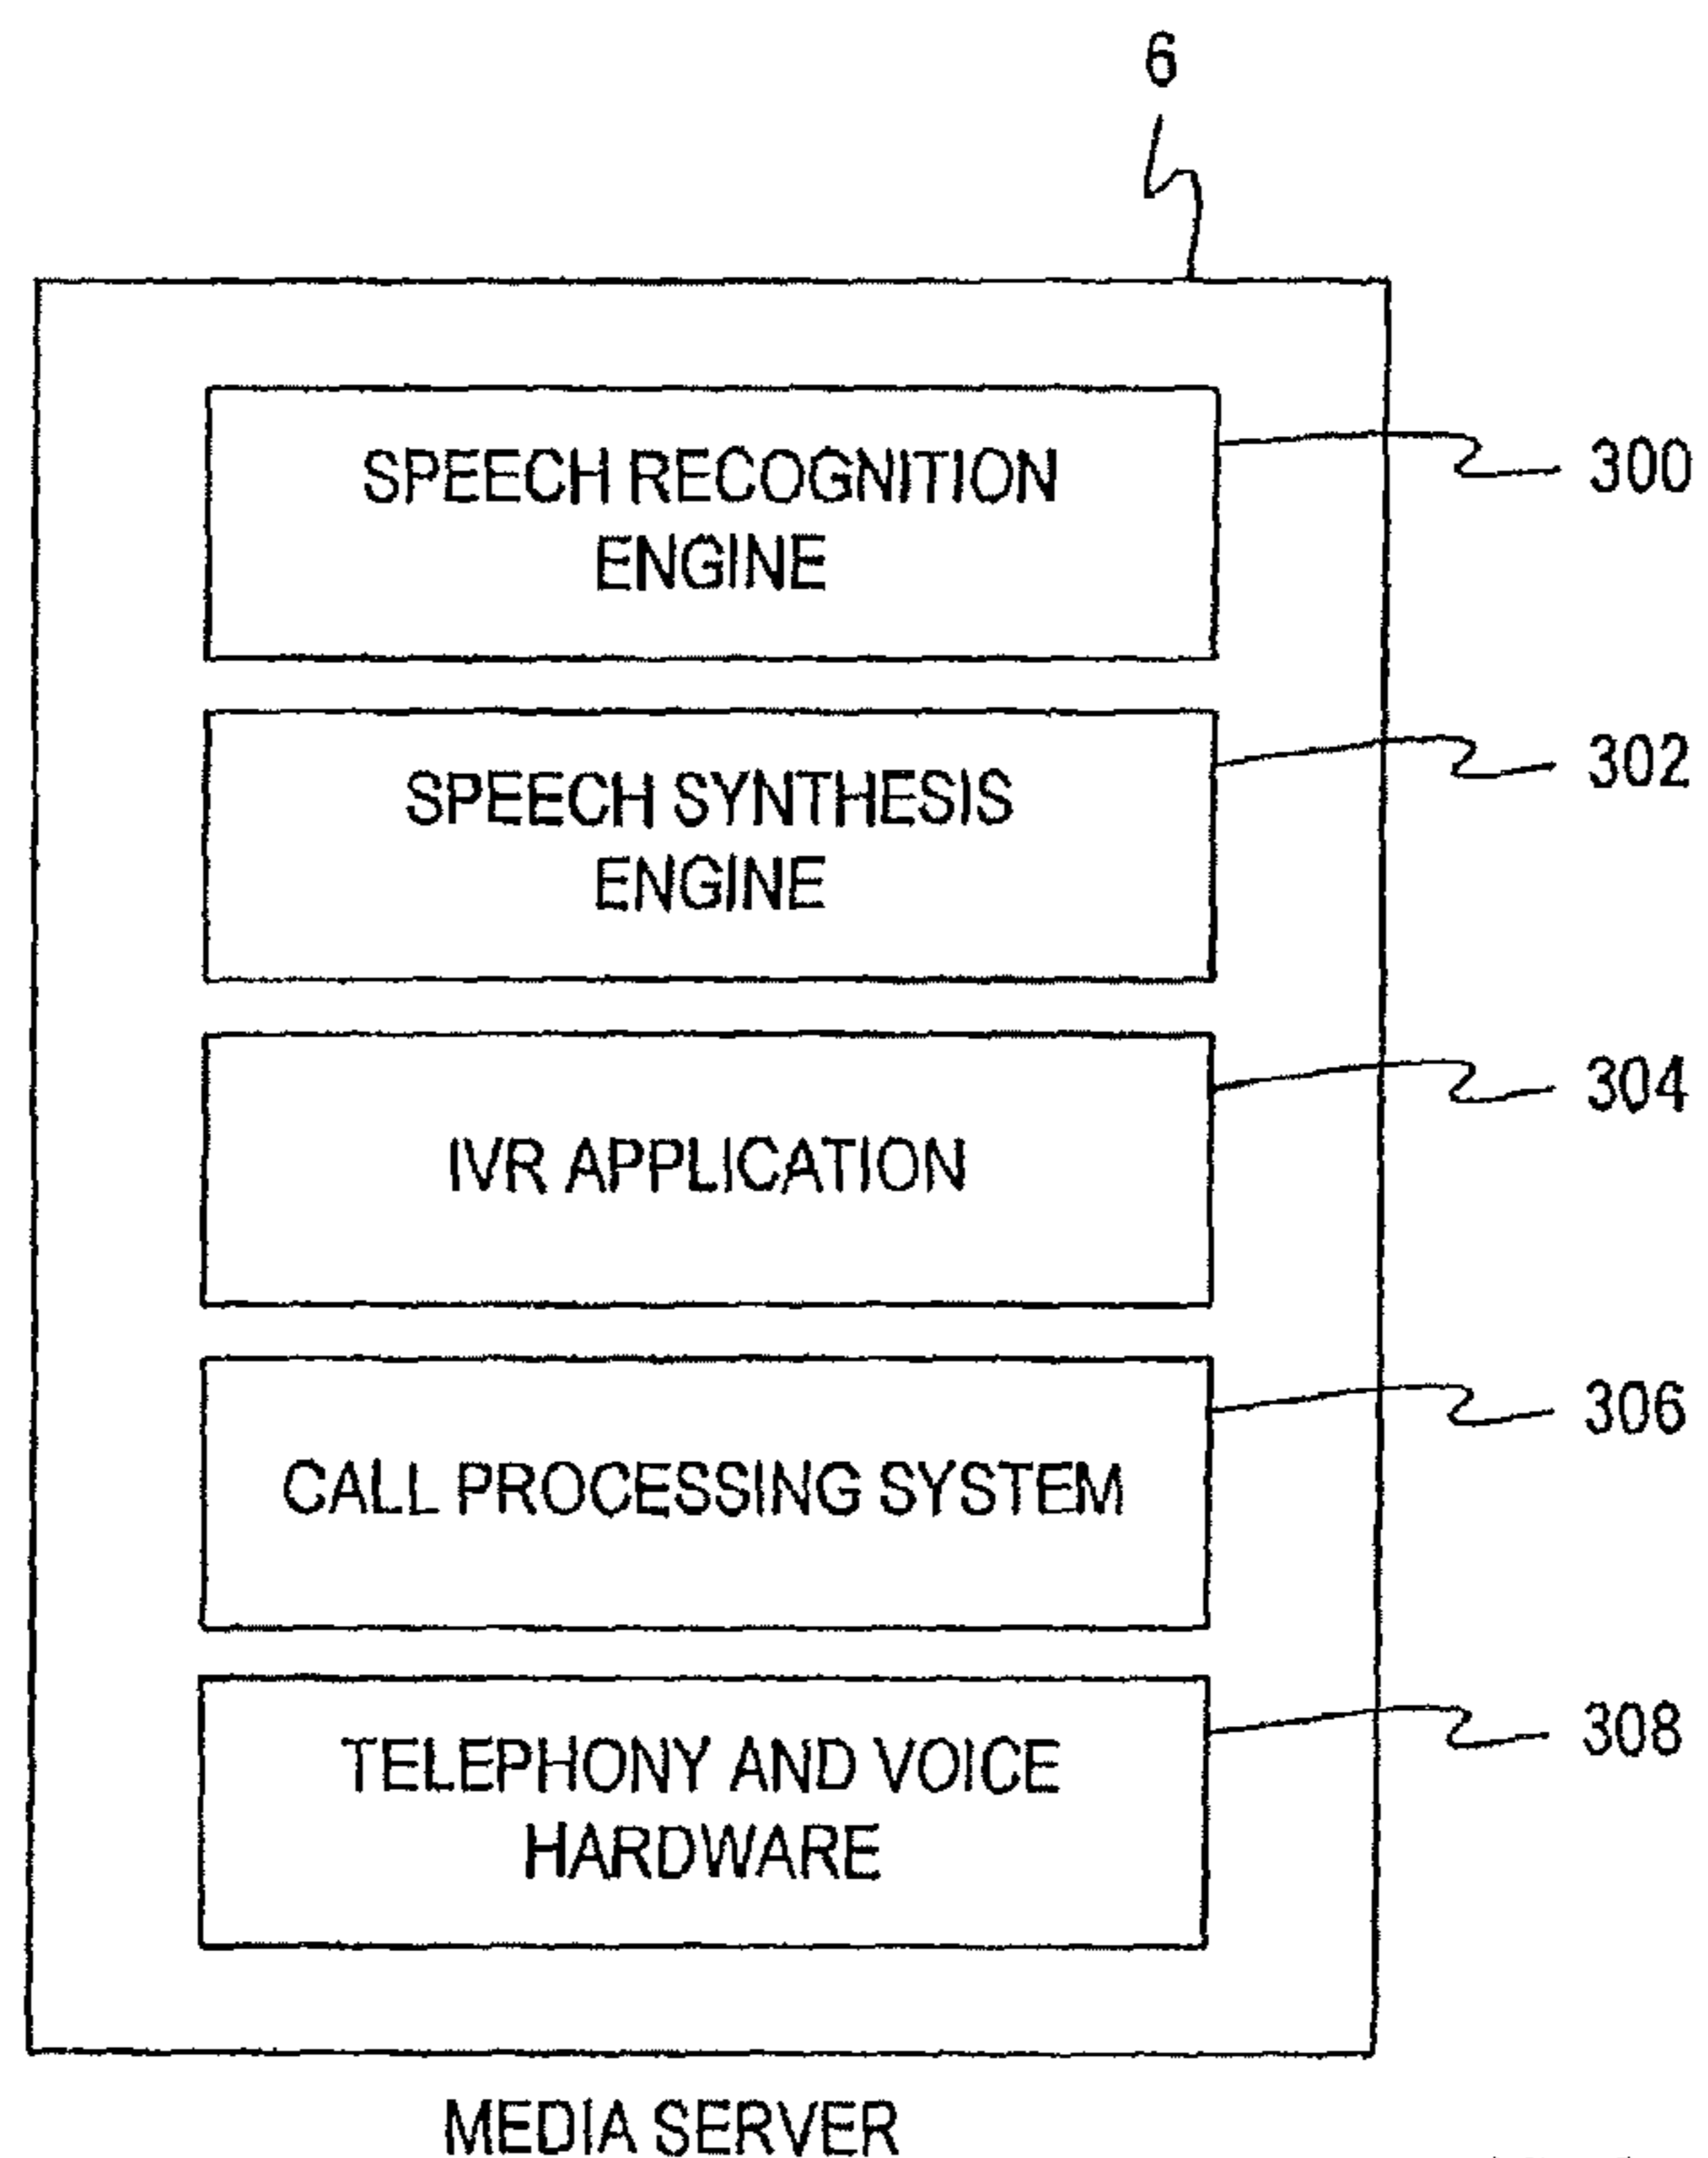 6
SPEECH RECOGNITION
ENGINE
300
SPEECH SYNTHESIS
ENGINE
302
IVR APPLICATION
304
CALL PROCESSING SYSTEM
306
TELEPHONY AND VOICE
HARDWARE
308
MEDIA SERVER